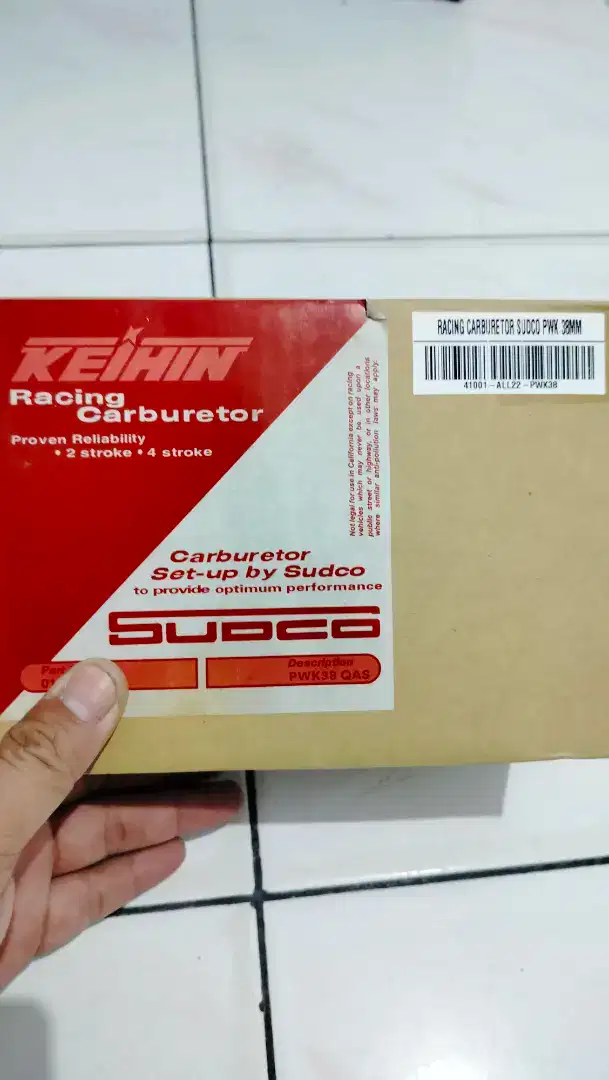 KEIHIN
Racing
Carburetor
Proven Reliability
• 2 stroke • 4 stroke
Not legal for use in California except on racing
vehicles which may never be used upon a
public street or highway, or in other locations
where similar anti-pollution laws may apply.
Carburetor
Set-up by Sudco
to provide optimum performance
SUDCO
Part
Description
PWK38 QAS
RACING CARBURETOR SUDCO PWK 38MM
41001-ALL22-PWK38